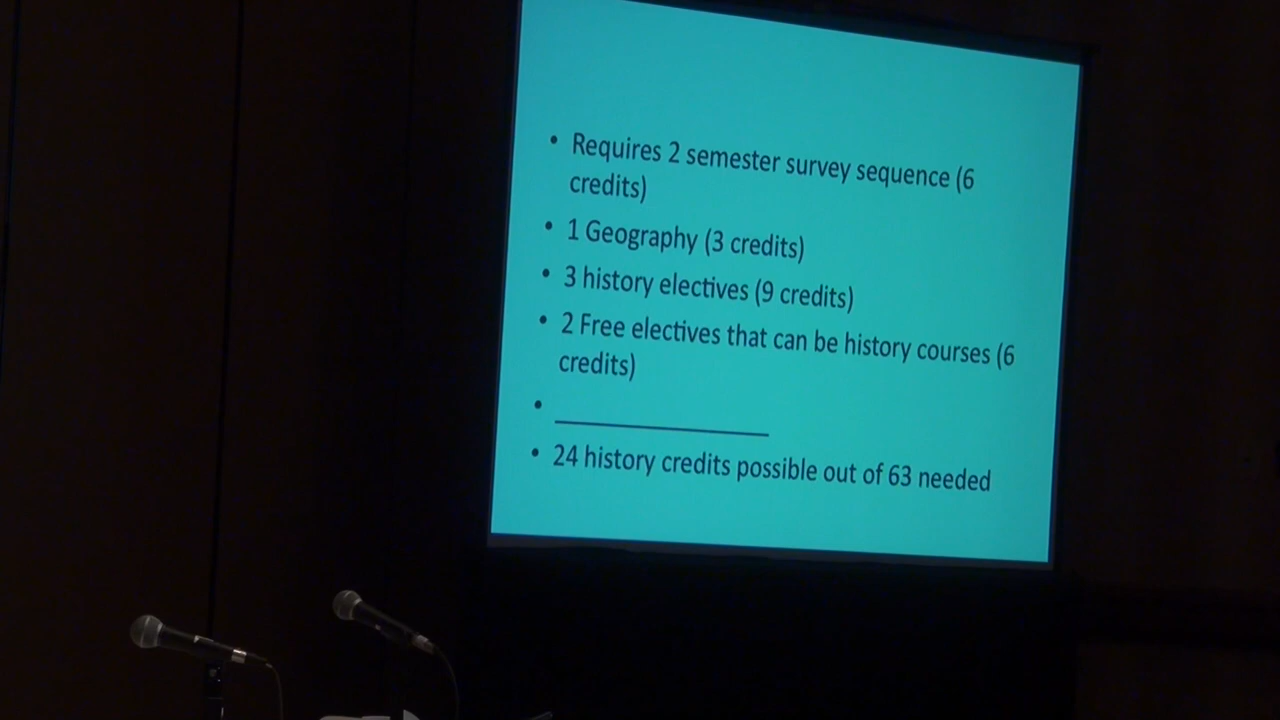 • Requires 2 semester survey sequence (6
credits)
• 1 Geography (3 credits)
• 3 history electives (9 credits)
• 2 Free electives that can be history courses (6
credits)
• _______________
• 24 history credits possible out of 63 needed